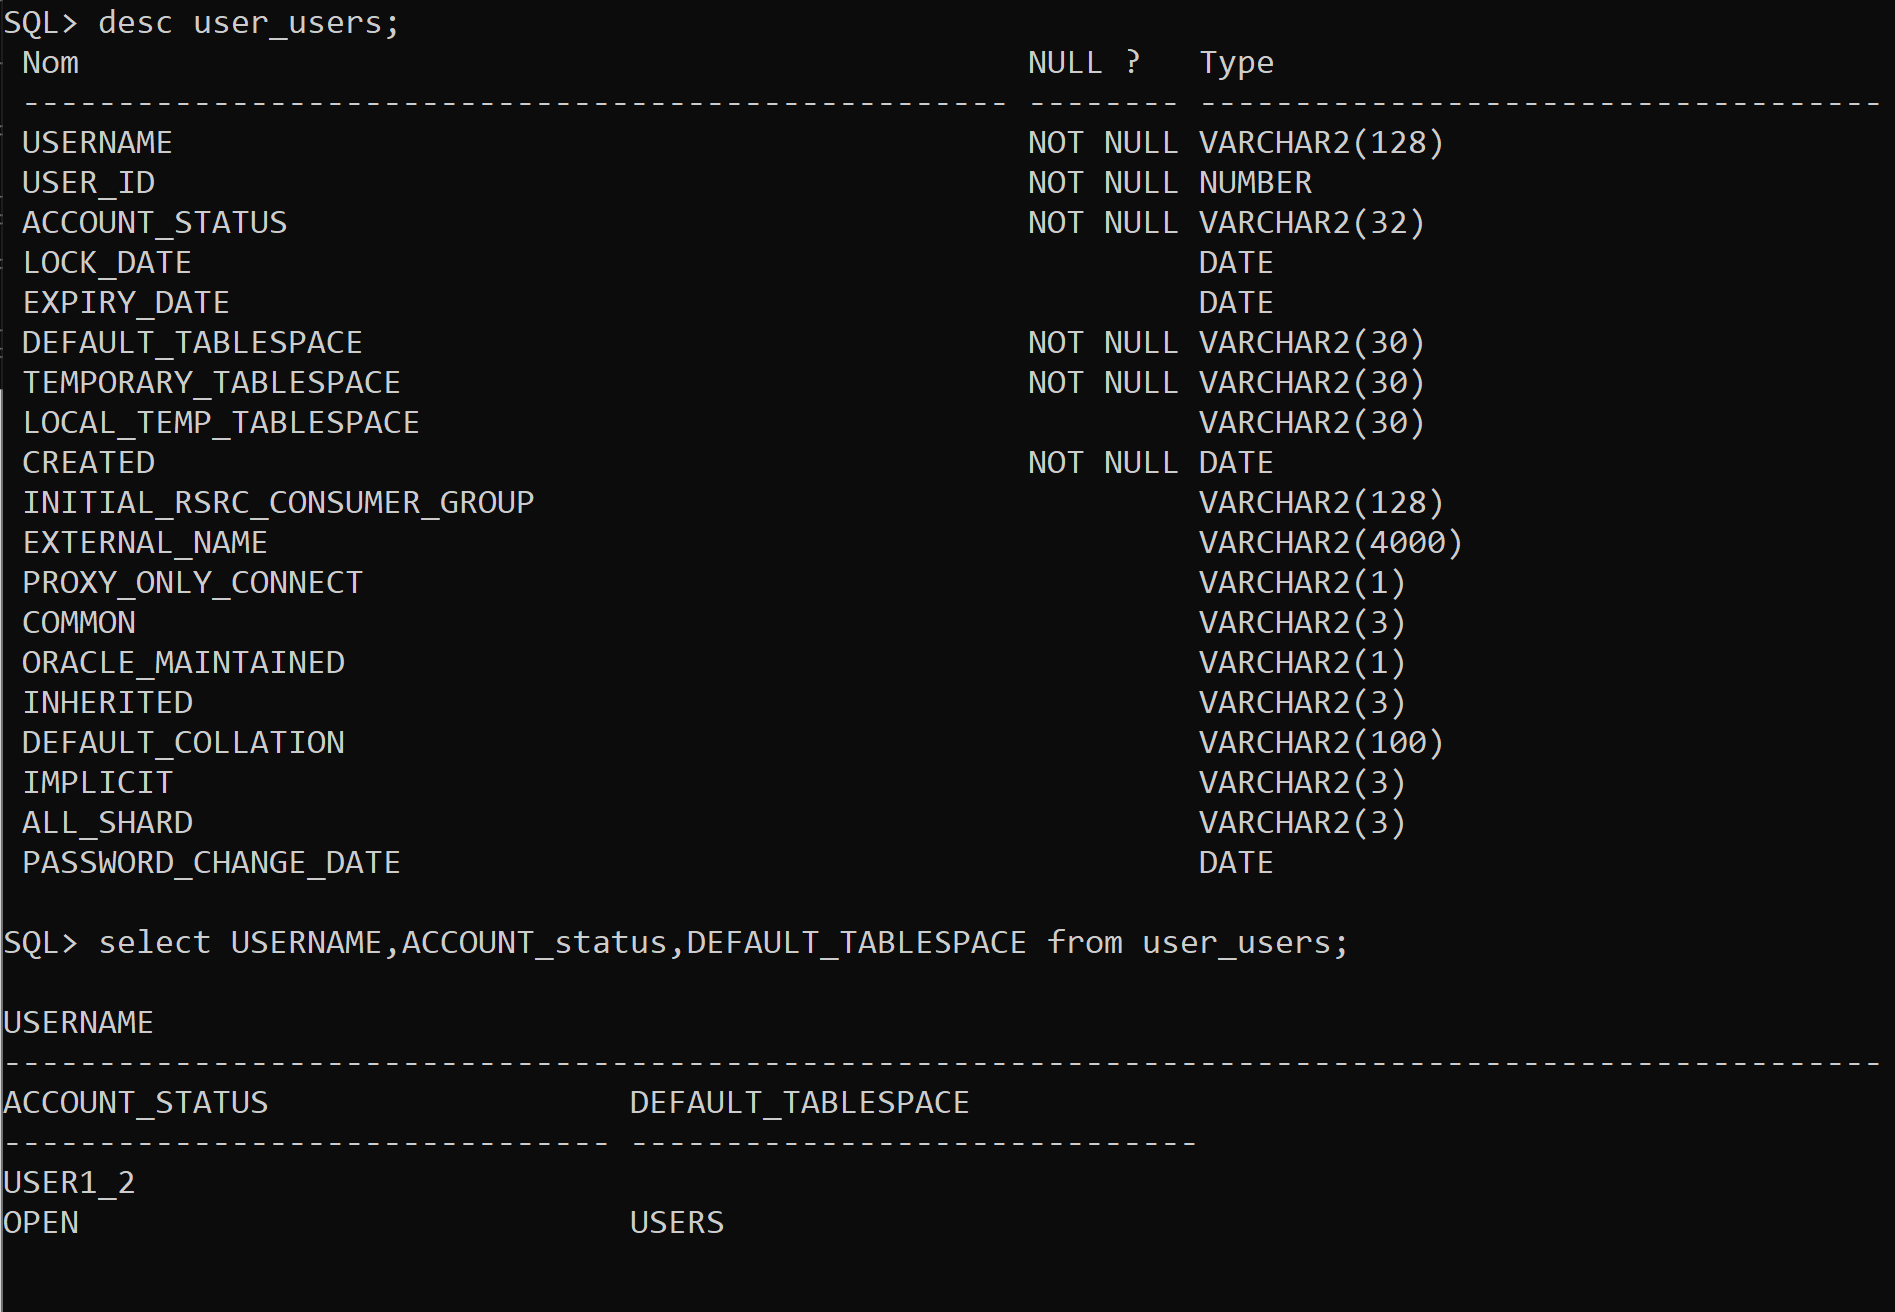 SQL> desc user_users;
 Nom                                                  NULL ?   Type
 ---------------------------------------------------- -------- ------------------------------------
 USERNAME                                             NOT NULL VARCHAR2(128)
 USER_ID                                              NOT NULL NUMBER
 ACCOUNT_STATUS                                       NOT NULL VARCHAR2(32)
 LOCK_DATE                                                     DATE
 EXPIRY_DATE                                                   DATE
 DEFAULT_TABLESPACE                                   NOT NULL VARCHAR2(30)
 TEMPORARY_TABLESPACE                                 NOT NULL VARCHAR2(30)
 LOCAL_TEMP_TABLESPACE                                         VARCHAR2(30)
 CREATED                                              NOT NULL DATE
 INITIAL_RSRC_CONSUMER_GROUP                                   VARCHAR2(128)
 EXTERNAL_NAME                                                 VARCHAR2(4000)
 PROXY_ONLY_CONNECT                                            VARCHAR2(1)
 COMMON                                                        VARCHAR2(3)
 ORACLE_MAINTAINED                                             VARCHAR2(1)
 INHERITED                                                     VARCHAR2(3)
 DEFAULT_COLLATION                                             VARCHAR2(100)
 IMPLICIT                                                      VARCHAR2(3)
 ALL_SHARD                                                     VARCHAR2(3)
 PASSWORD_CHANGE_DATE                                          DATE

SQL> select USERNAME,ACCOUNT_status,DEFAULT_TABLESPACE from user_users;

USERNAME
---------------------------------------------------------------------------------------------------
ACCOUNT_STATUS                   DEFAULT_TABLESPACE
-------------------------------- ------------------------------
USER1_2
OPEN                             USERS